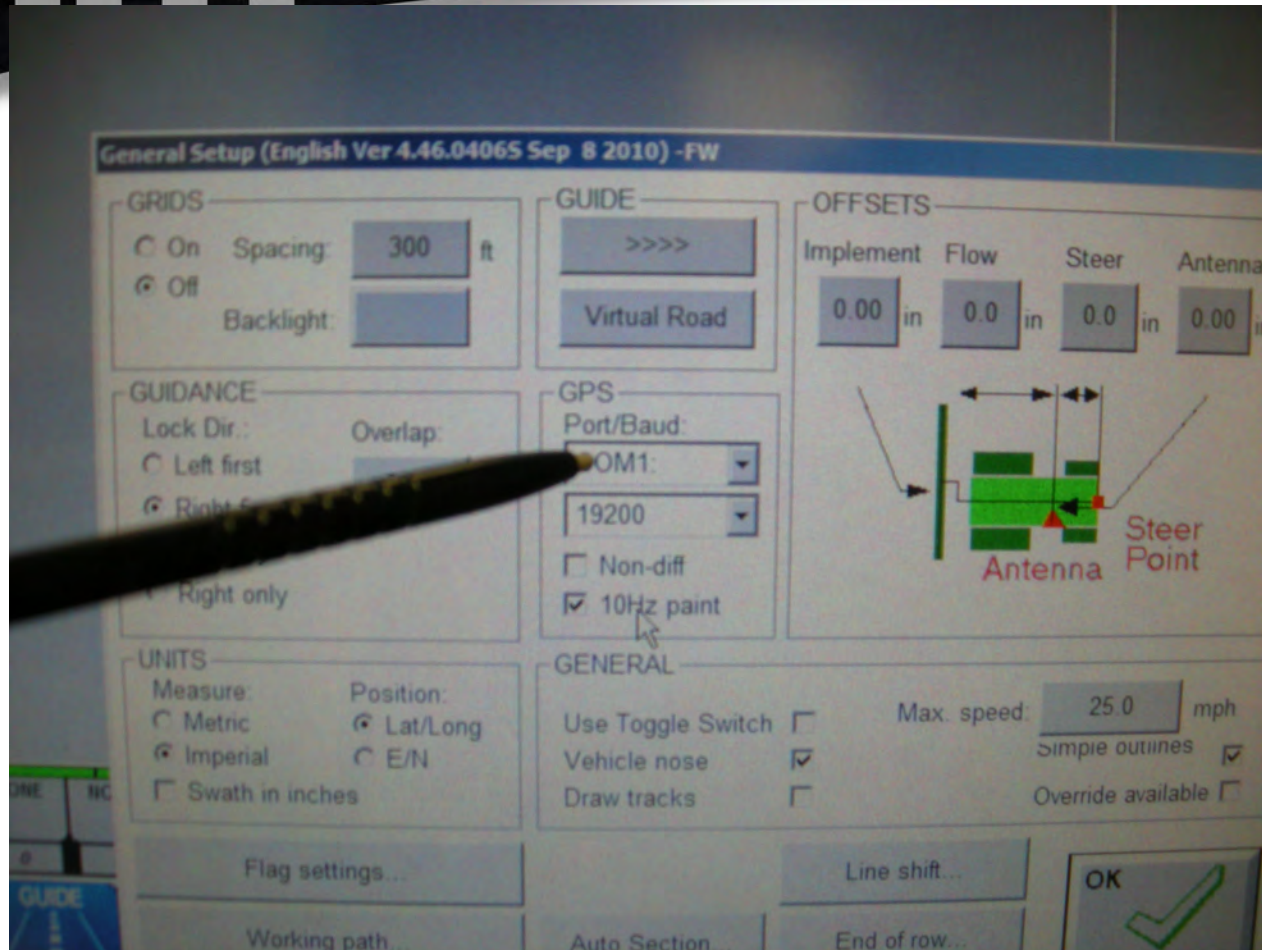 General Setup (English Ver 4.46.0406S Sep 8 2010) -FW
GRIDS
On Spacing: 300 ft
Off
Backlight:
GUIDE
>>>>
Virtual Road
OFFSETS
Implement Flow Steer Antenna
0.00 in 0.0 in 0.0 in 0.00
GUIDANCE
Lock Dir.: Overlap:
Left first
Right
Right only
GPS
Port/Baud:
OM1:
19200
Non-diff
10Hz paint
Antenna
Steer
Point
UNITS
Measure: Position:
Metric Lat/Long
Imperial E/N
Swath in inches
GENERAL
Use Toggle Switch Max. speed: 25.0 mph
Vehicle nose Simple outlines
Draw tracks Override available
Flag settings... Line shift... OK
Working path... Auto Section... End of row...
GUIDE